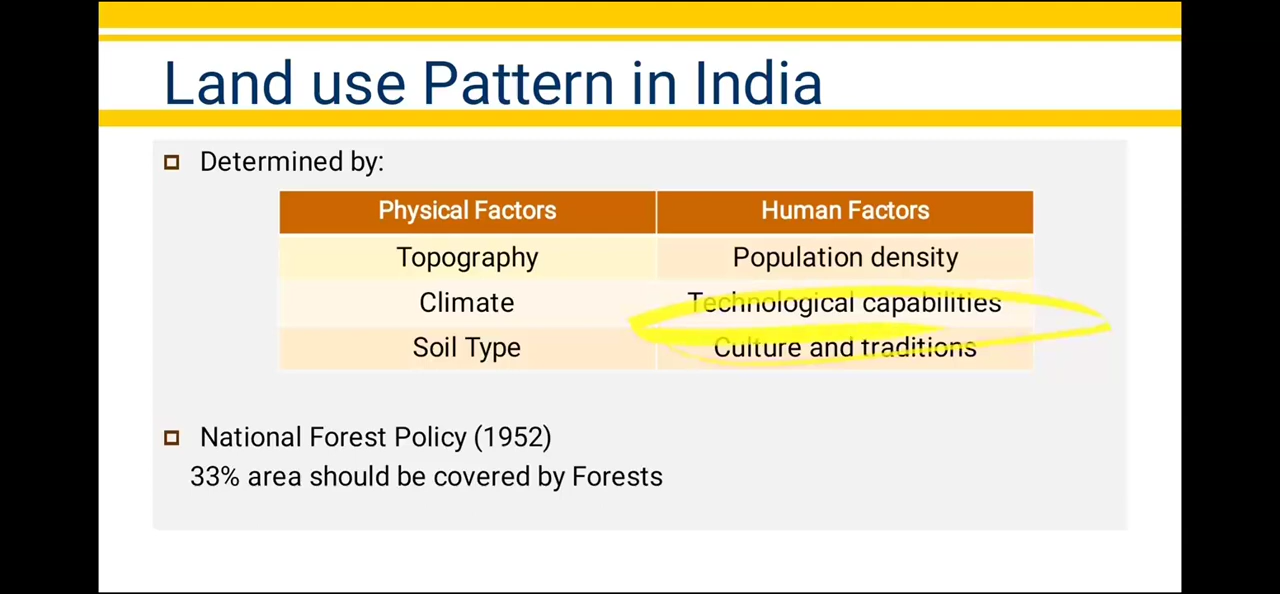 Land use Pattern in India
Determined by:
Physical Factors Human Factors
Topography Population density
Climate Technological capabilities
Soil Type Culture and traditions
National Forest Policy (1952)
33% area should be covered by Forests